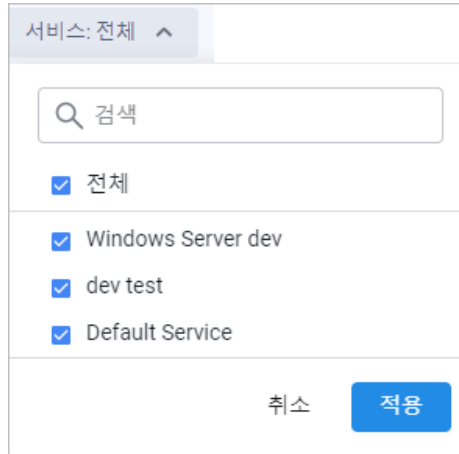 서비스: 전체
검색
전체
Windows Server dev
dev test
Default Service
취소 적용